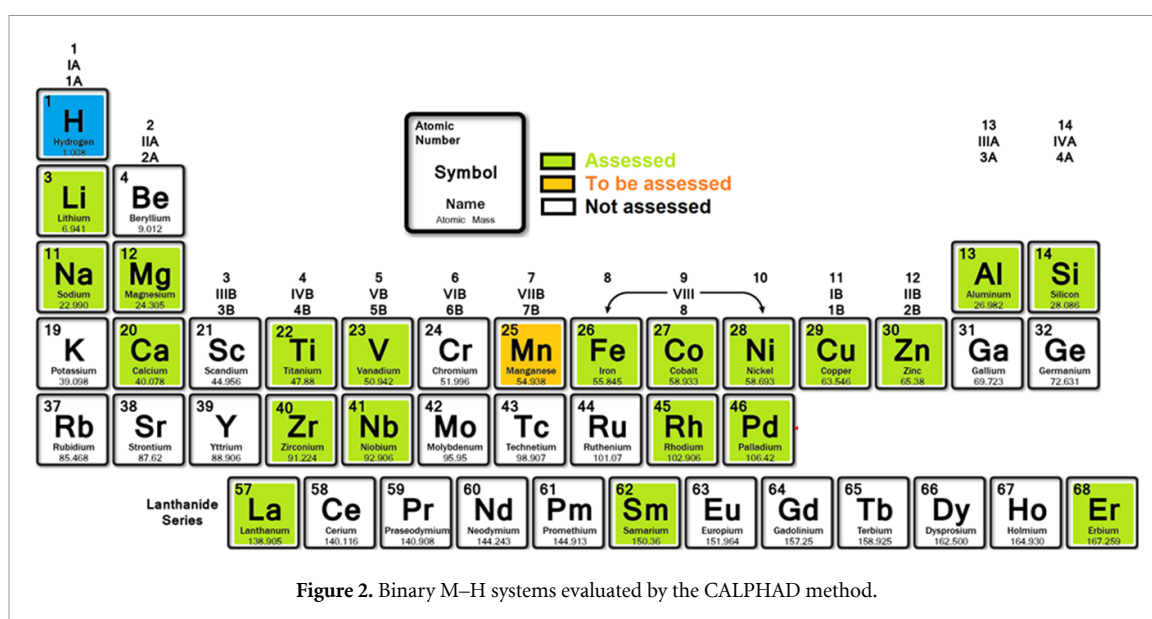 1
IA
1A
1
H
Hydrogen
1.008
2
IIA
2A
Atomic
Number
Symbol
Name
Atomic Mass
Assessed
To be assessed
Not assessed
13 14
IIIA IVA
3A 4A
3 4
Li Be
Lithium Beryllium
6.941 9.012
11 12 13 14
Na Mg Al Si
Sodium Magnesium Aluminum Silicon
22.990 24.305 26.982 28.086
3 4 5 6 7 8 9 10 11 12
IIIB IVB VB VIB VIIB VIII IB IIB
3B 4B 5B 6B 7B 8 1B 2B
19 20 21 22 23 24 25 26 27 28 29 30 31 32
K Ca Sc Ti V Cr Mn Fe Co Ni Cu Zn Ga Ge
Potassium Calcium Scandium Titanium Vanadium Chromium Manganese Iron Cobalt Nickel Copper Zinc Gallium Germanium
39.098 40.078 44.956 47.88 50.942 51.996 54.938 55.845 58.933 58.693 63.546 65.38 69.723 72.631
37 38 39 40 41 42 43 44 45 46
Rb Sr Y Zr Nb Mo Tc Ru Rh Pd
Rubidium Strontium Yttrium Zirconium Niobium Molybdenum Technetium Ruthenium Rhodium Palladium
85.468 87.62 88.906 91.224 92.906 95.95 98.907 101.07 102.906 106.42
Lanthanide
Series
57 58 59 60 61 62 63 64 65 66 67 68
La Ce Pr Nd Pm Sm Eu Gd Tb Dy Ho Er
Lanthanum Cerium Praseodymium Neodymium Promethium Samarium Europium Gadolinium Terbium Dysprosium Holmium Erbium
138.905 140.116 140.908 144.243 144.913 150.36 151.964 157.25 158.925 162.500 164.930 167.259
Figure 2. Binary M–H systems evaluated by the CALPHAD method.